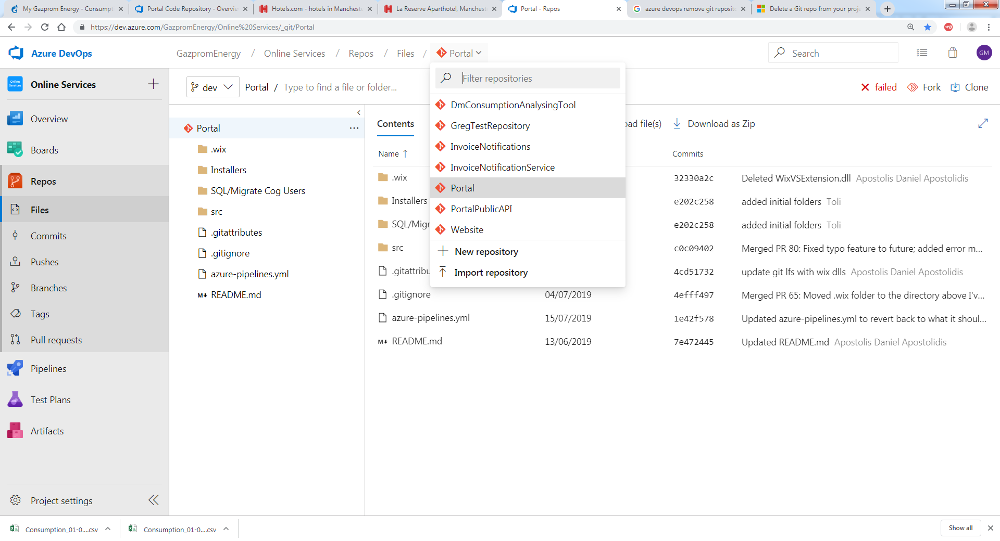 My Gazprom Energy - Consumpt
Portal Code Repository - Overvie
Hotels.com - hotels in Manchest
La Reserve Aparthotel, Manchest
Portal - Repos
azure devops remove git reposit
Delete a Git repo from your proje
https://dev.azure.com/GazpromEnergy/Online%20Services/_git/Portal
Azure DevOps
GazpromEnergy / Online Services / Repos / Files / Portal
Search
GM
Online Services
Online Services
dev
Portal / Type to find a file or folder...
Filter repositories
failed
Fork
Clone
Overview
Boards
Repos
Files
Commits
Pushes
Branches
Tags
Pull requests
Pipelines
Test Plans
Artifacts
Project settings
Portal
.wix
Installers
SQL/Migrate Cog Users
src
.gitattributes
.gitignore
azure-pipelines.yml
M↓ README.md
DmConsumptionAnalysingTool
GregTestRepository
InvoiceNotifications
InvoiceNotificationService
Portal
PortalPublicAPI
Website
New repository
Import repository
Contents
ad file(s)
Download as Zip
Name ↑
Commits
.wix
32330a2c
Deleted WixVSExtension.dll Apostolis Daniel Apostolidis
Installers
e202c258
added initial folders Toli
SQL/Migr
e202c258
added initial folders Toli
src
c0c09402
Merged PR 80: Fixed typo feature to future; added error m...
.gitattribu
4cd51732
update git lfs with wix dlls Apostolis Daniel Apostolidis
.gitignore
04/07/2019
4efff497
Merged PR 65: Moved .wix folder to the directory above I'v...
azure-pipelines.yml
15/07/2019
1e42f578
Updated azure-pipelines.yml to revert back to what it shoul...
M↓ README.md
13/06/2019
7e472445
Updated README.md Apostolis Daniel Apostolidis
Consumption_01-0....csv
Consumption_01-0....csv
Show all